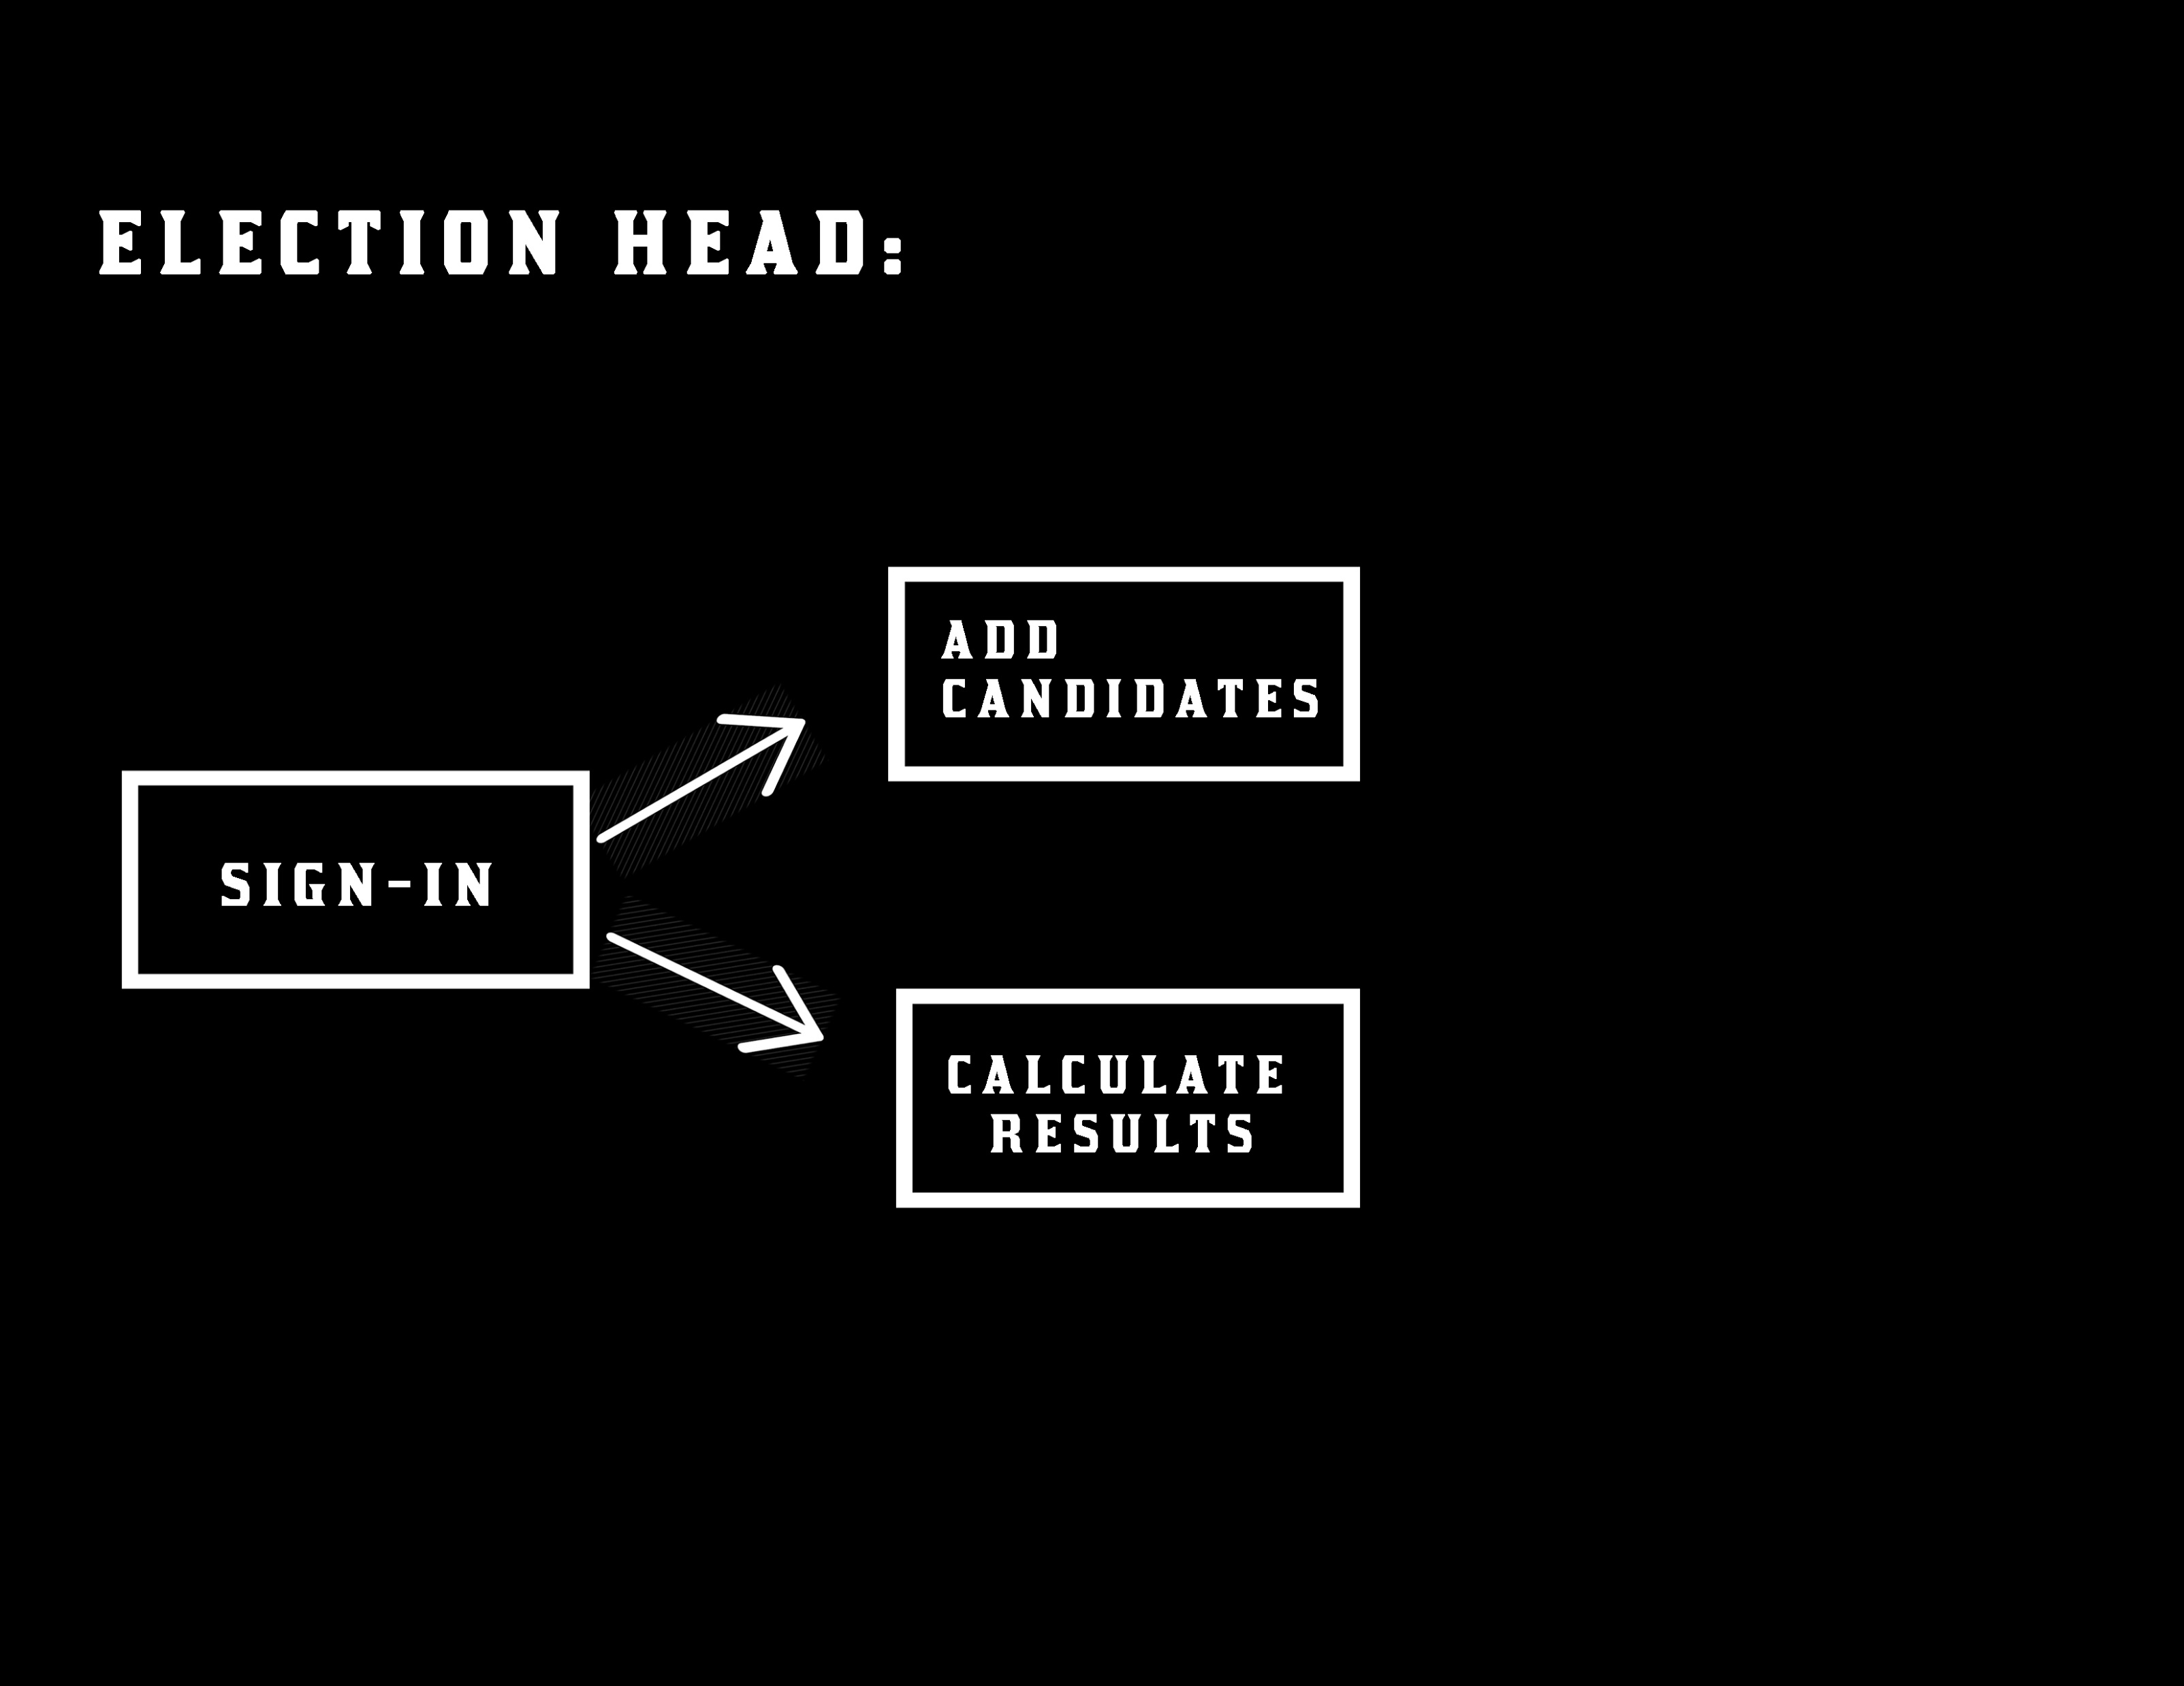 ELECTION HEAD:
ADD
CANDIDATES
SIGN-IN
CALCULATE
RESULTS